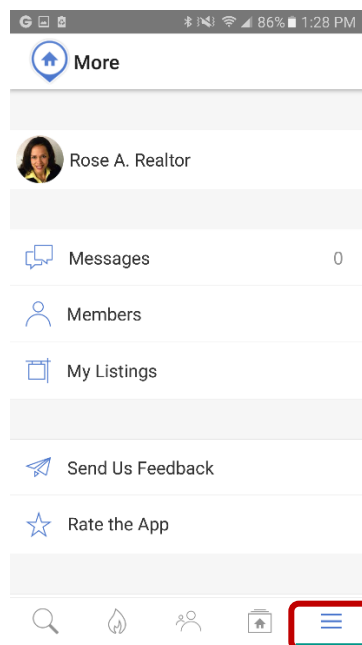 G 86% 1:28 PM
More
Rose A. Realtor
Messages 0
Members
My Listings
Send Us Feedback
Rate the App